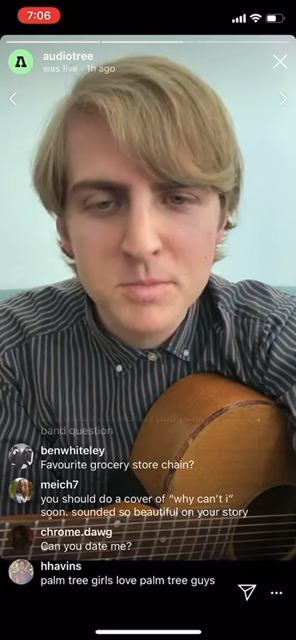 7:06
audiotree
was live - 1h ago
band question
benwhiteley
Favourite grocery store chain?
meich7
you should do a cover of “why can’t i”
soon. sounded so beautiful on your story
chrome.dawg
Can you date me?
hhavins
palm tree girls love palm tree guys